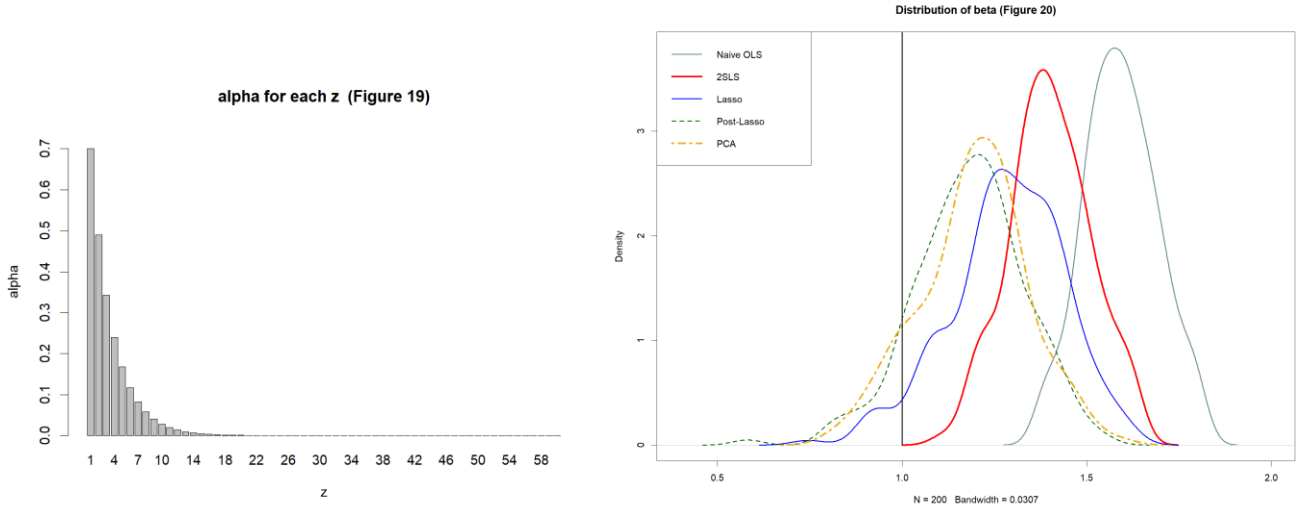 alpha for each z (Figure 19)
alpha
0.7
0.6
0.5
0.4
0.3
0.2
0.1
0.0
1 4 7 10 14 18 22 26 30 34 38 42 46 50 54 58
z
Distribution of beta (Figure 20)
Naive OLS
2SLS
Lasso
Post-Lasso
PCA
Density
3
2
1
0
0.5 1.0 1.5 2.0
N = 200 Bandwidth = 0.0307